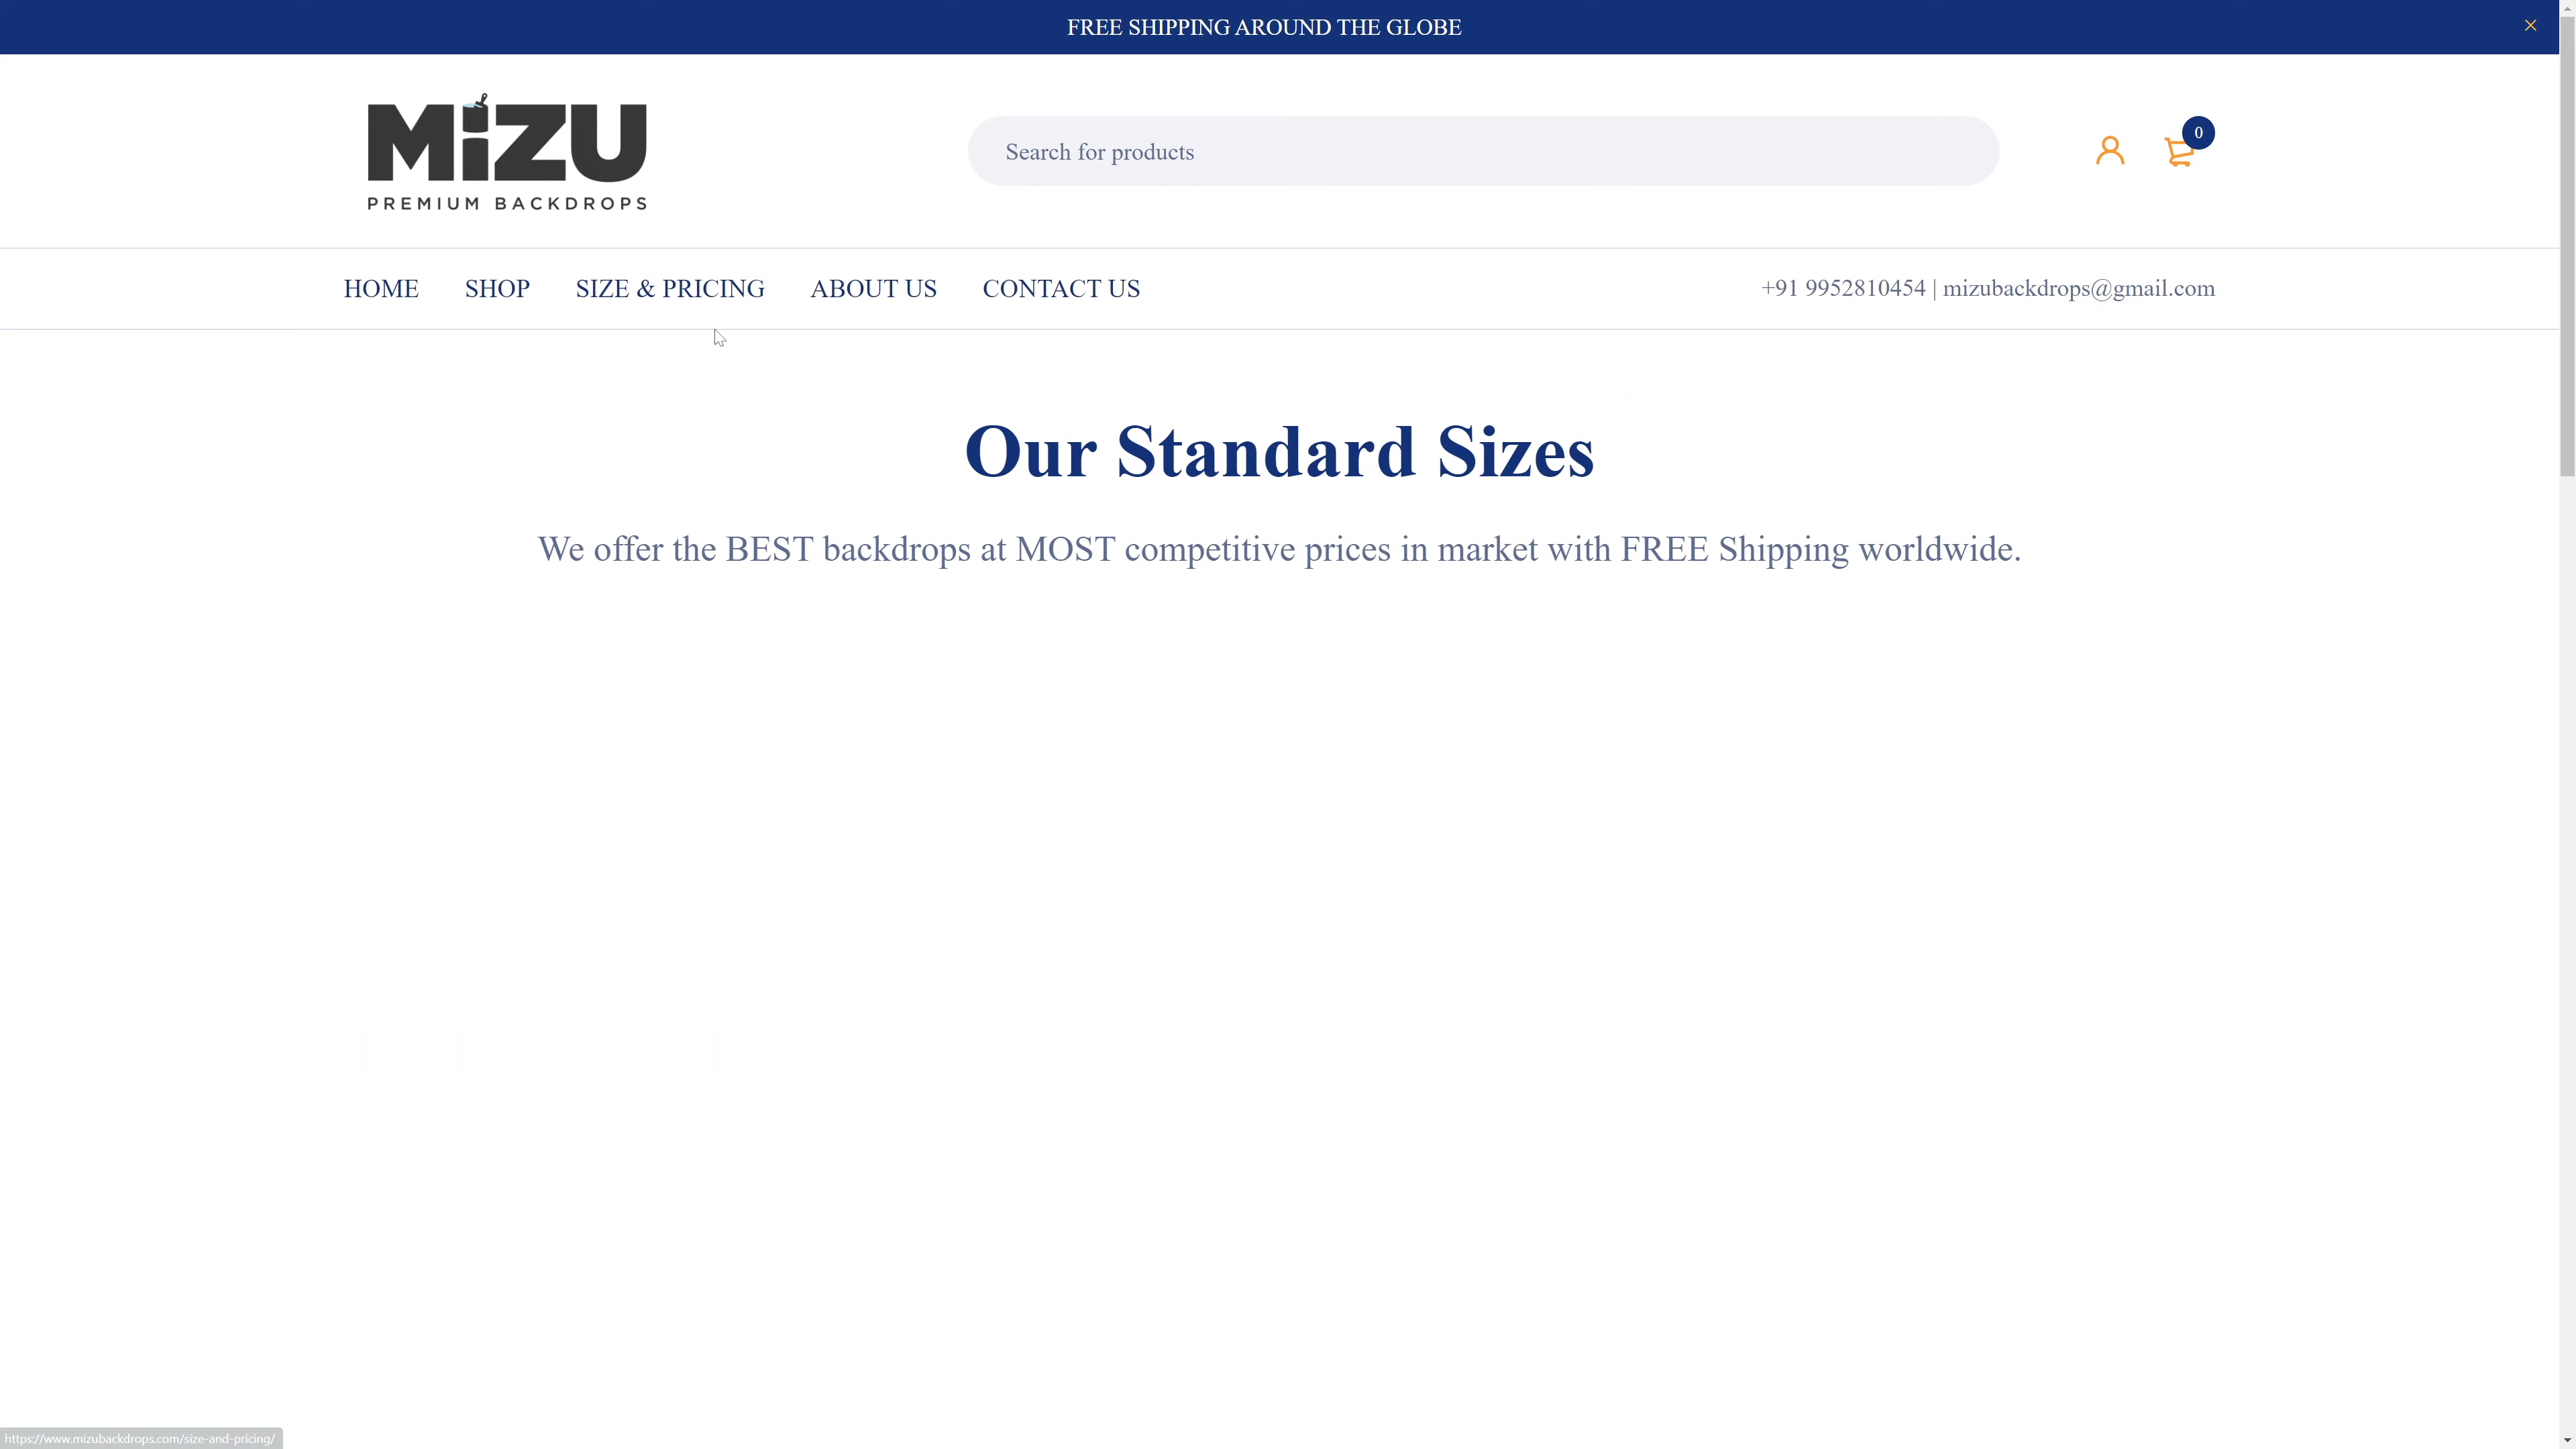 FREE SHIPPING AROUND THE GLOBE
MiZU
PREMIUM BACKDROPS
Search for products
0
HOME SHOP SIZE & PRICING ABOUT US CONTACT US +91 9952810454 | mizubackdrops@gmail.com
Our Standard Sizes
We offer the BEST backdrops at MOST competitive prices in market with FREE Shipping worldwide.
https://www.mizubackdrops.com/size-and-pricing/